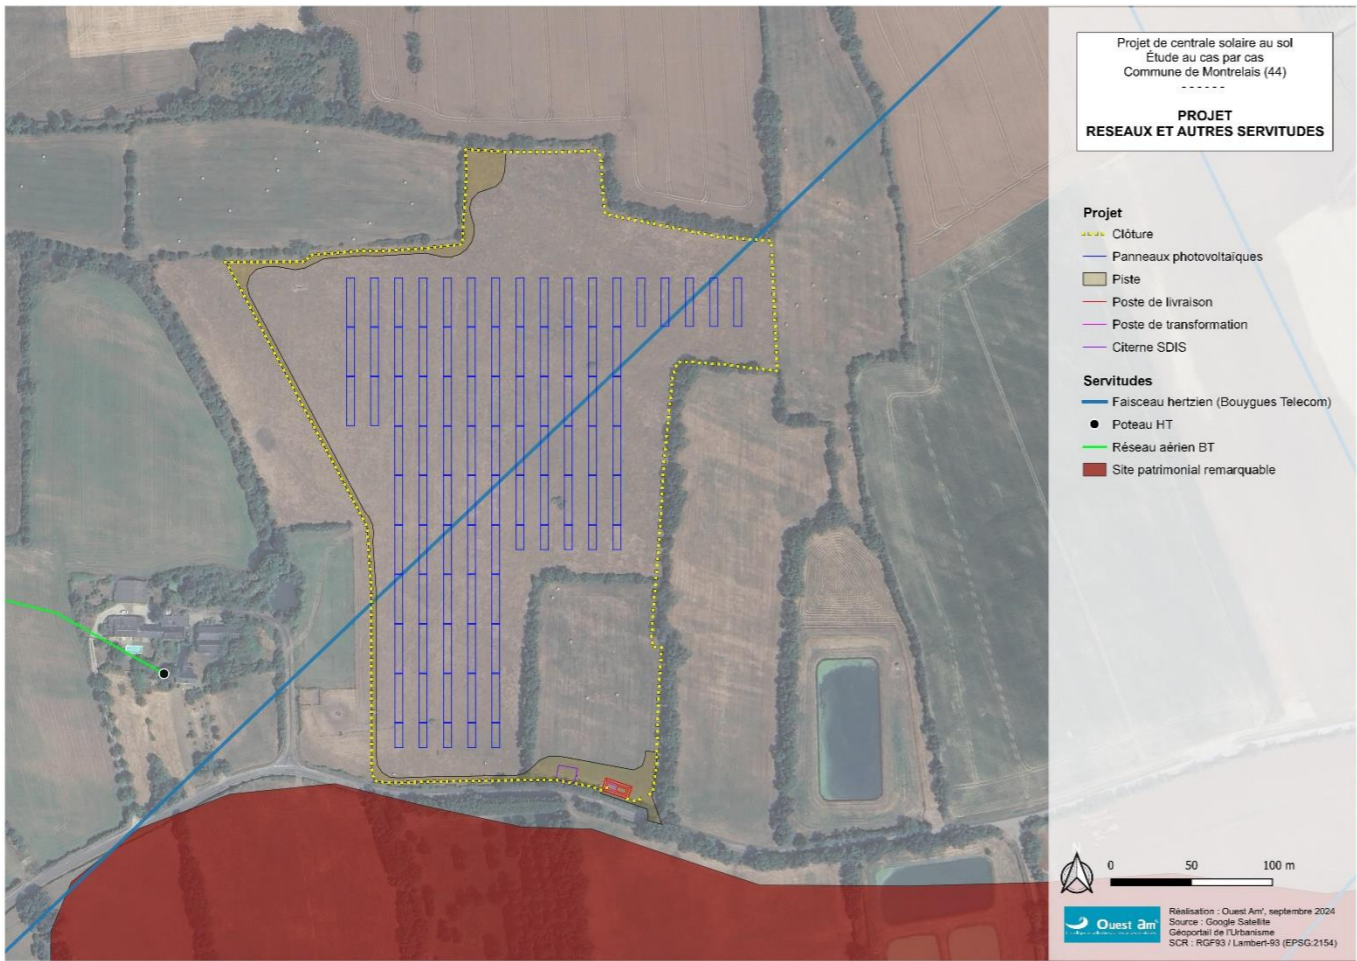 Projet de centrale solaire au sol
Étude au cas par cas
Commune de Montrelais (44)
- - - - - -
PROJET
RESEAUX ET AUTRES SERVITUDES
Projet
Clôture
Panneaux photovoltaïques
Piste
Poste de livraison
Poste de transformation
Citerne SDIS
Servitudes
Faisceau hertzien (Bouygues Telecom)
Poteau HT
Réseau aérien BT
Site patrimonial remarquable
N
0 50 100 m
Ouest am'
Réalisation : Ouest Am', septembre 2024
Source : Google Satellite
Géoportail de l'Urbanisme
SCR : RGF93 / Lambert-93 (EPSG:2154)